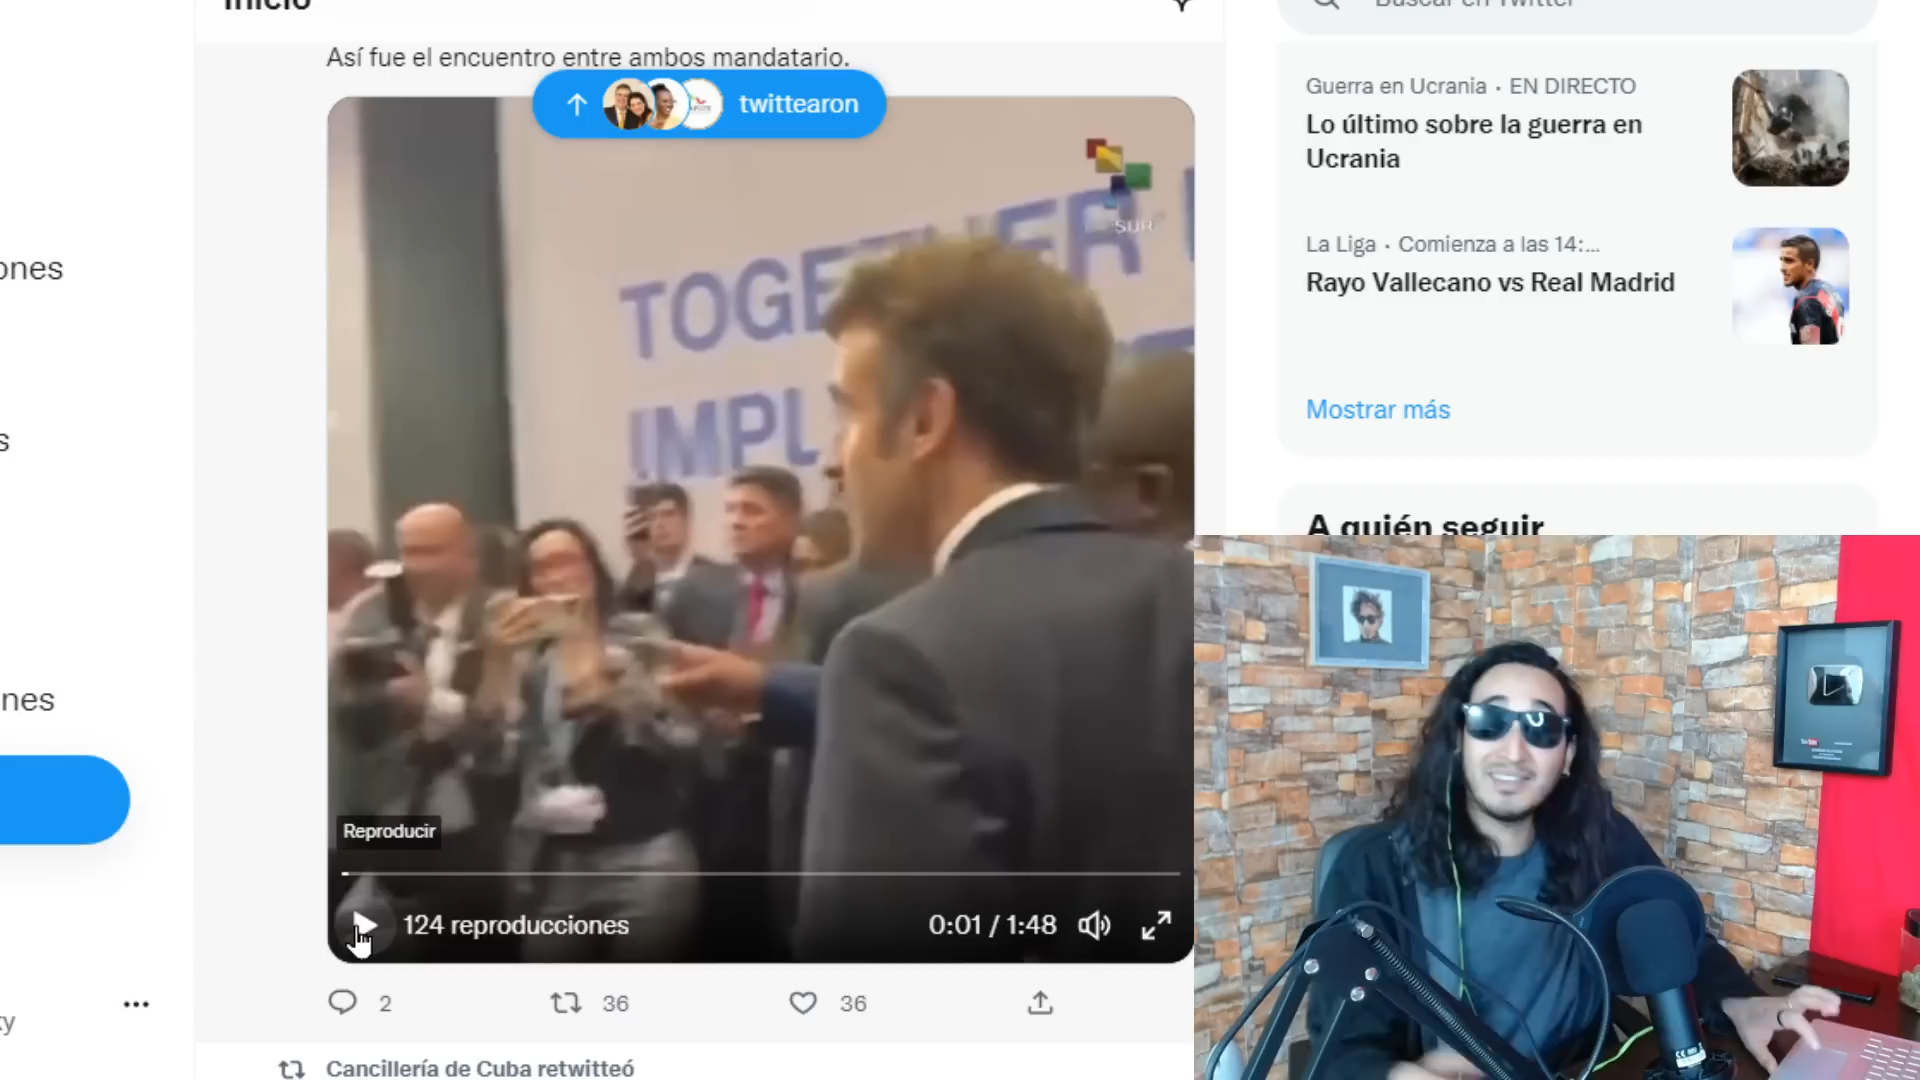 Inicio
Buscar en Twitter
Así fue el encuentro entre ambos mandatario.
twittearon
Guerra en Ucrania · EN DIRECTO
Lo último sobre la guerra en
Ucrania
SUR
TOGETHER
IMPL
La Liga · Comienza a las 14:...
Rayo Vallecano vs Real Madrid
Mostrar más
A quién seguir
ones
s
nes
Reproducir
124 reproducciones
0:01 / 1:48
2
36
36
Cancillería de Cuba retwitteó